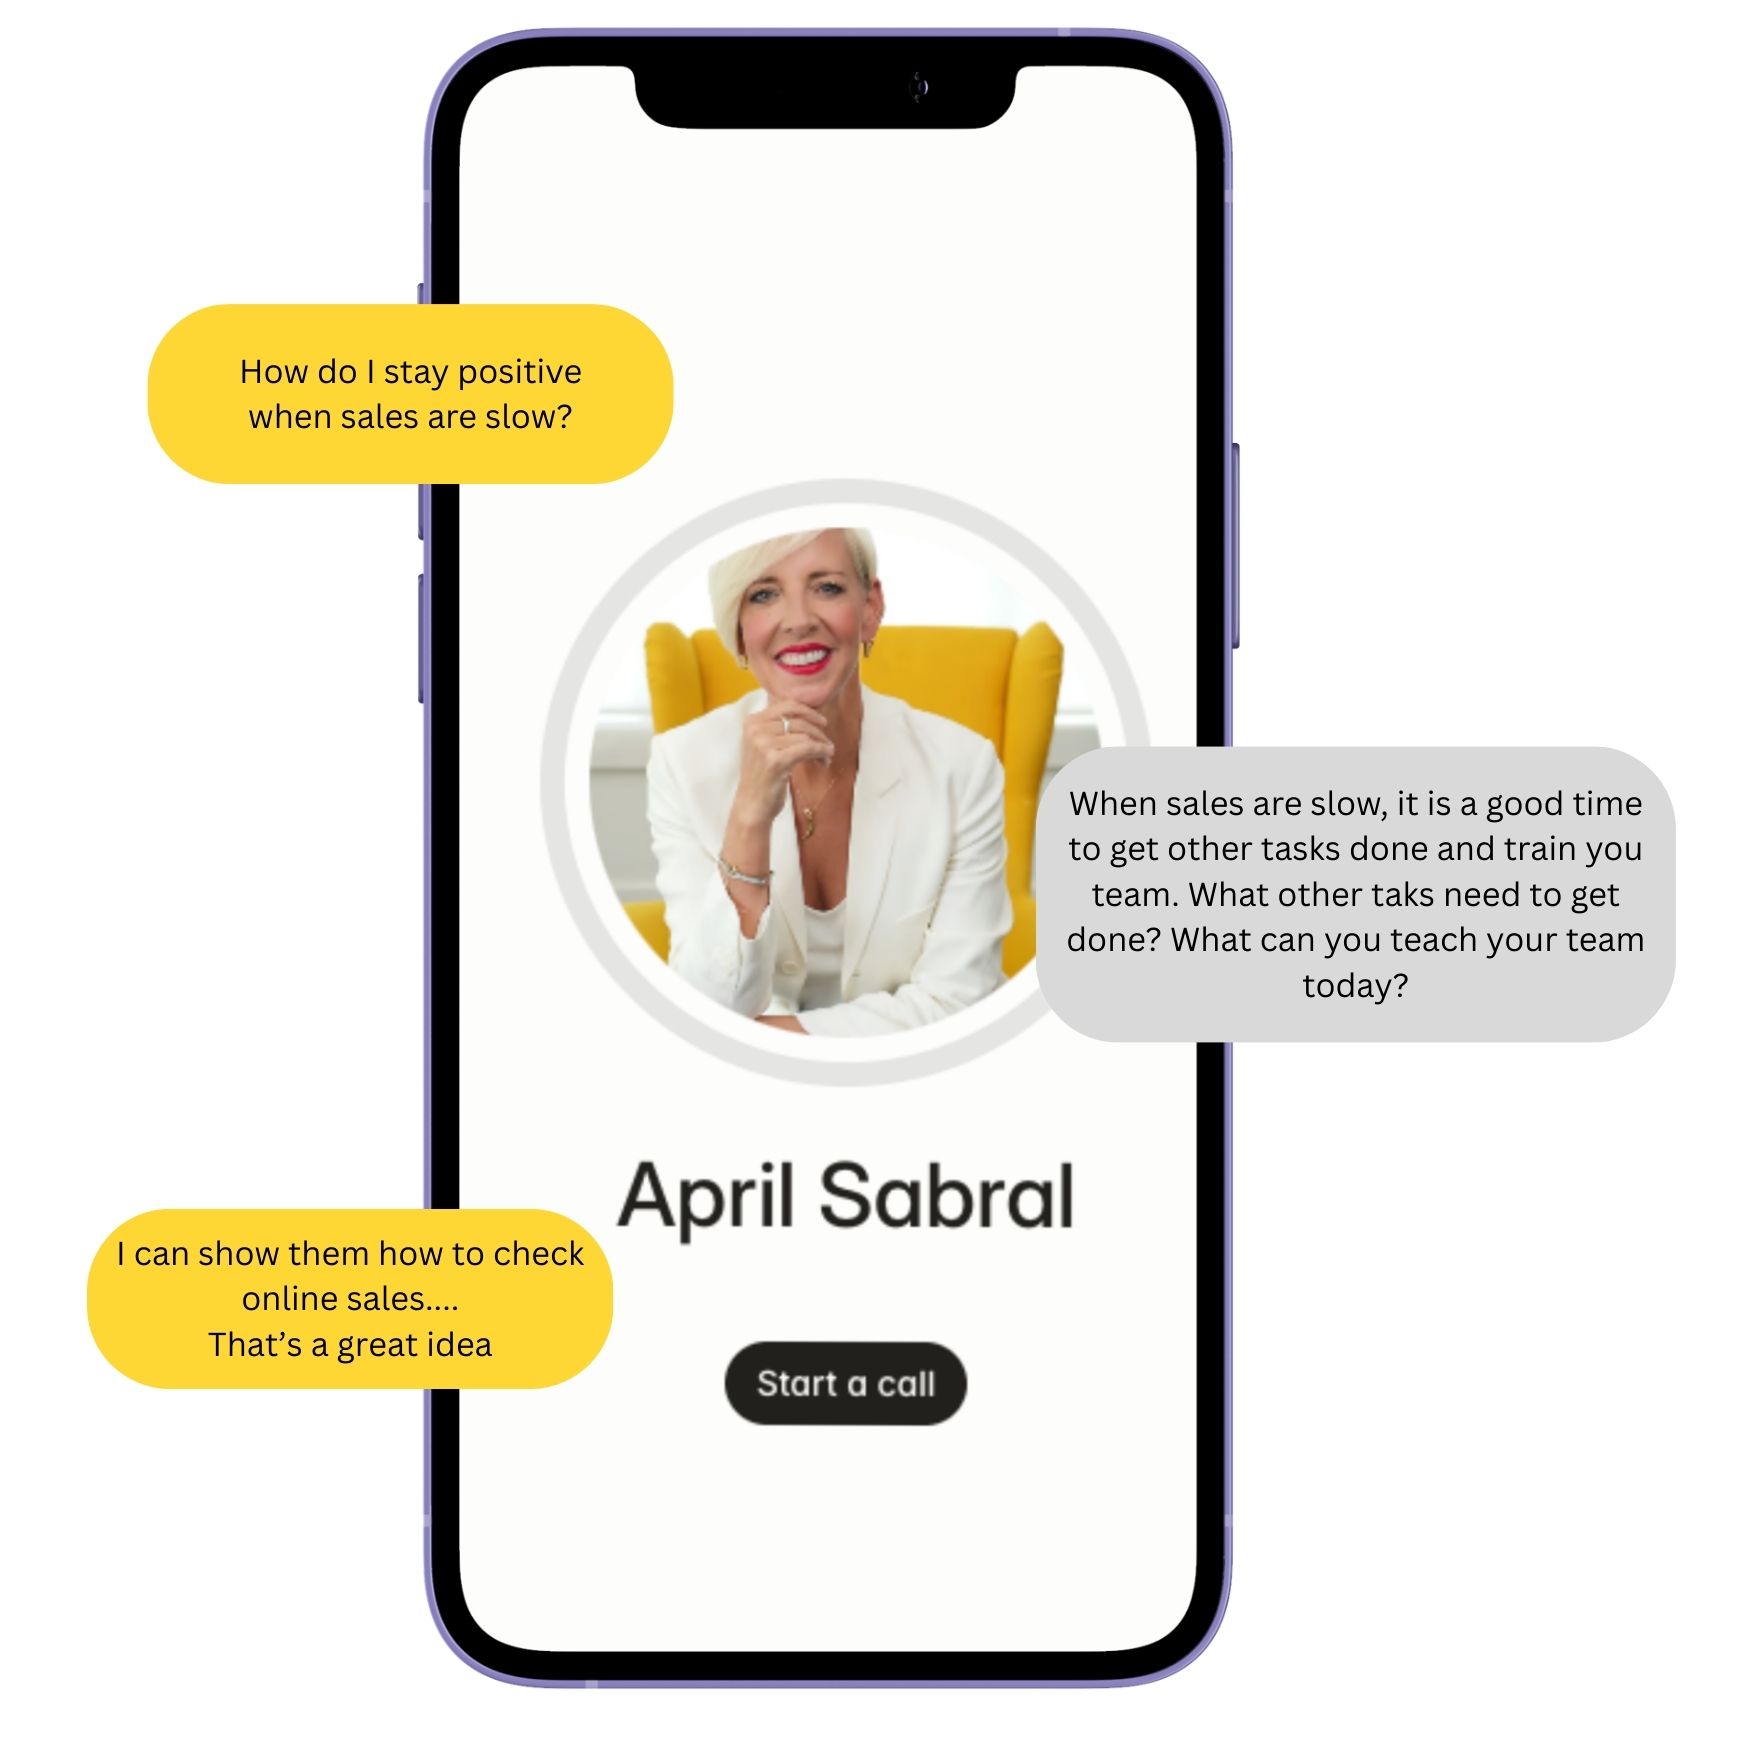 How do I stay positive
when sales are slow?
When sales are slow, it is a good time
to get other tasks done and train you
team. What other taks need to get
done? What can you teach your team
today?
April Sabral
I can show them how to check
online sales....
That’s a great idea
Start a call